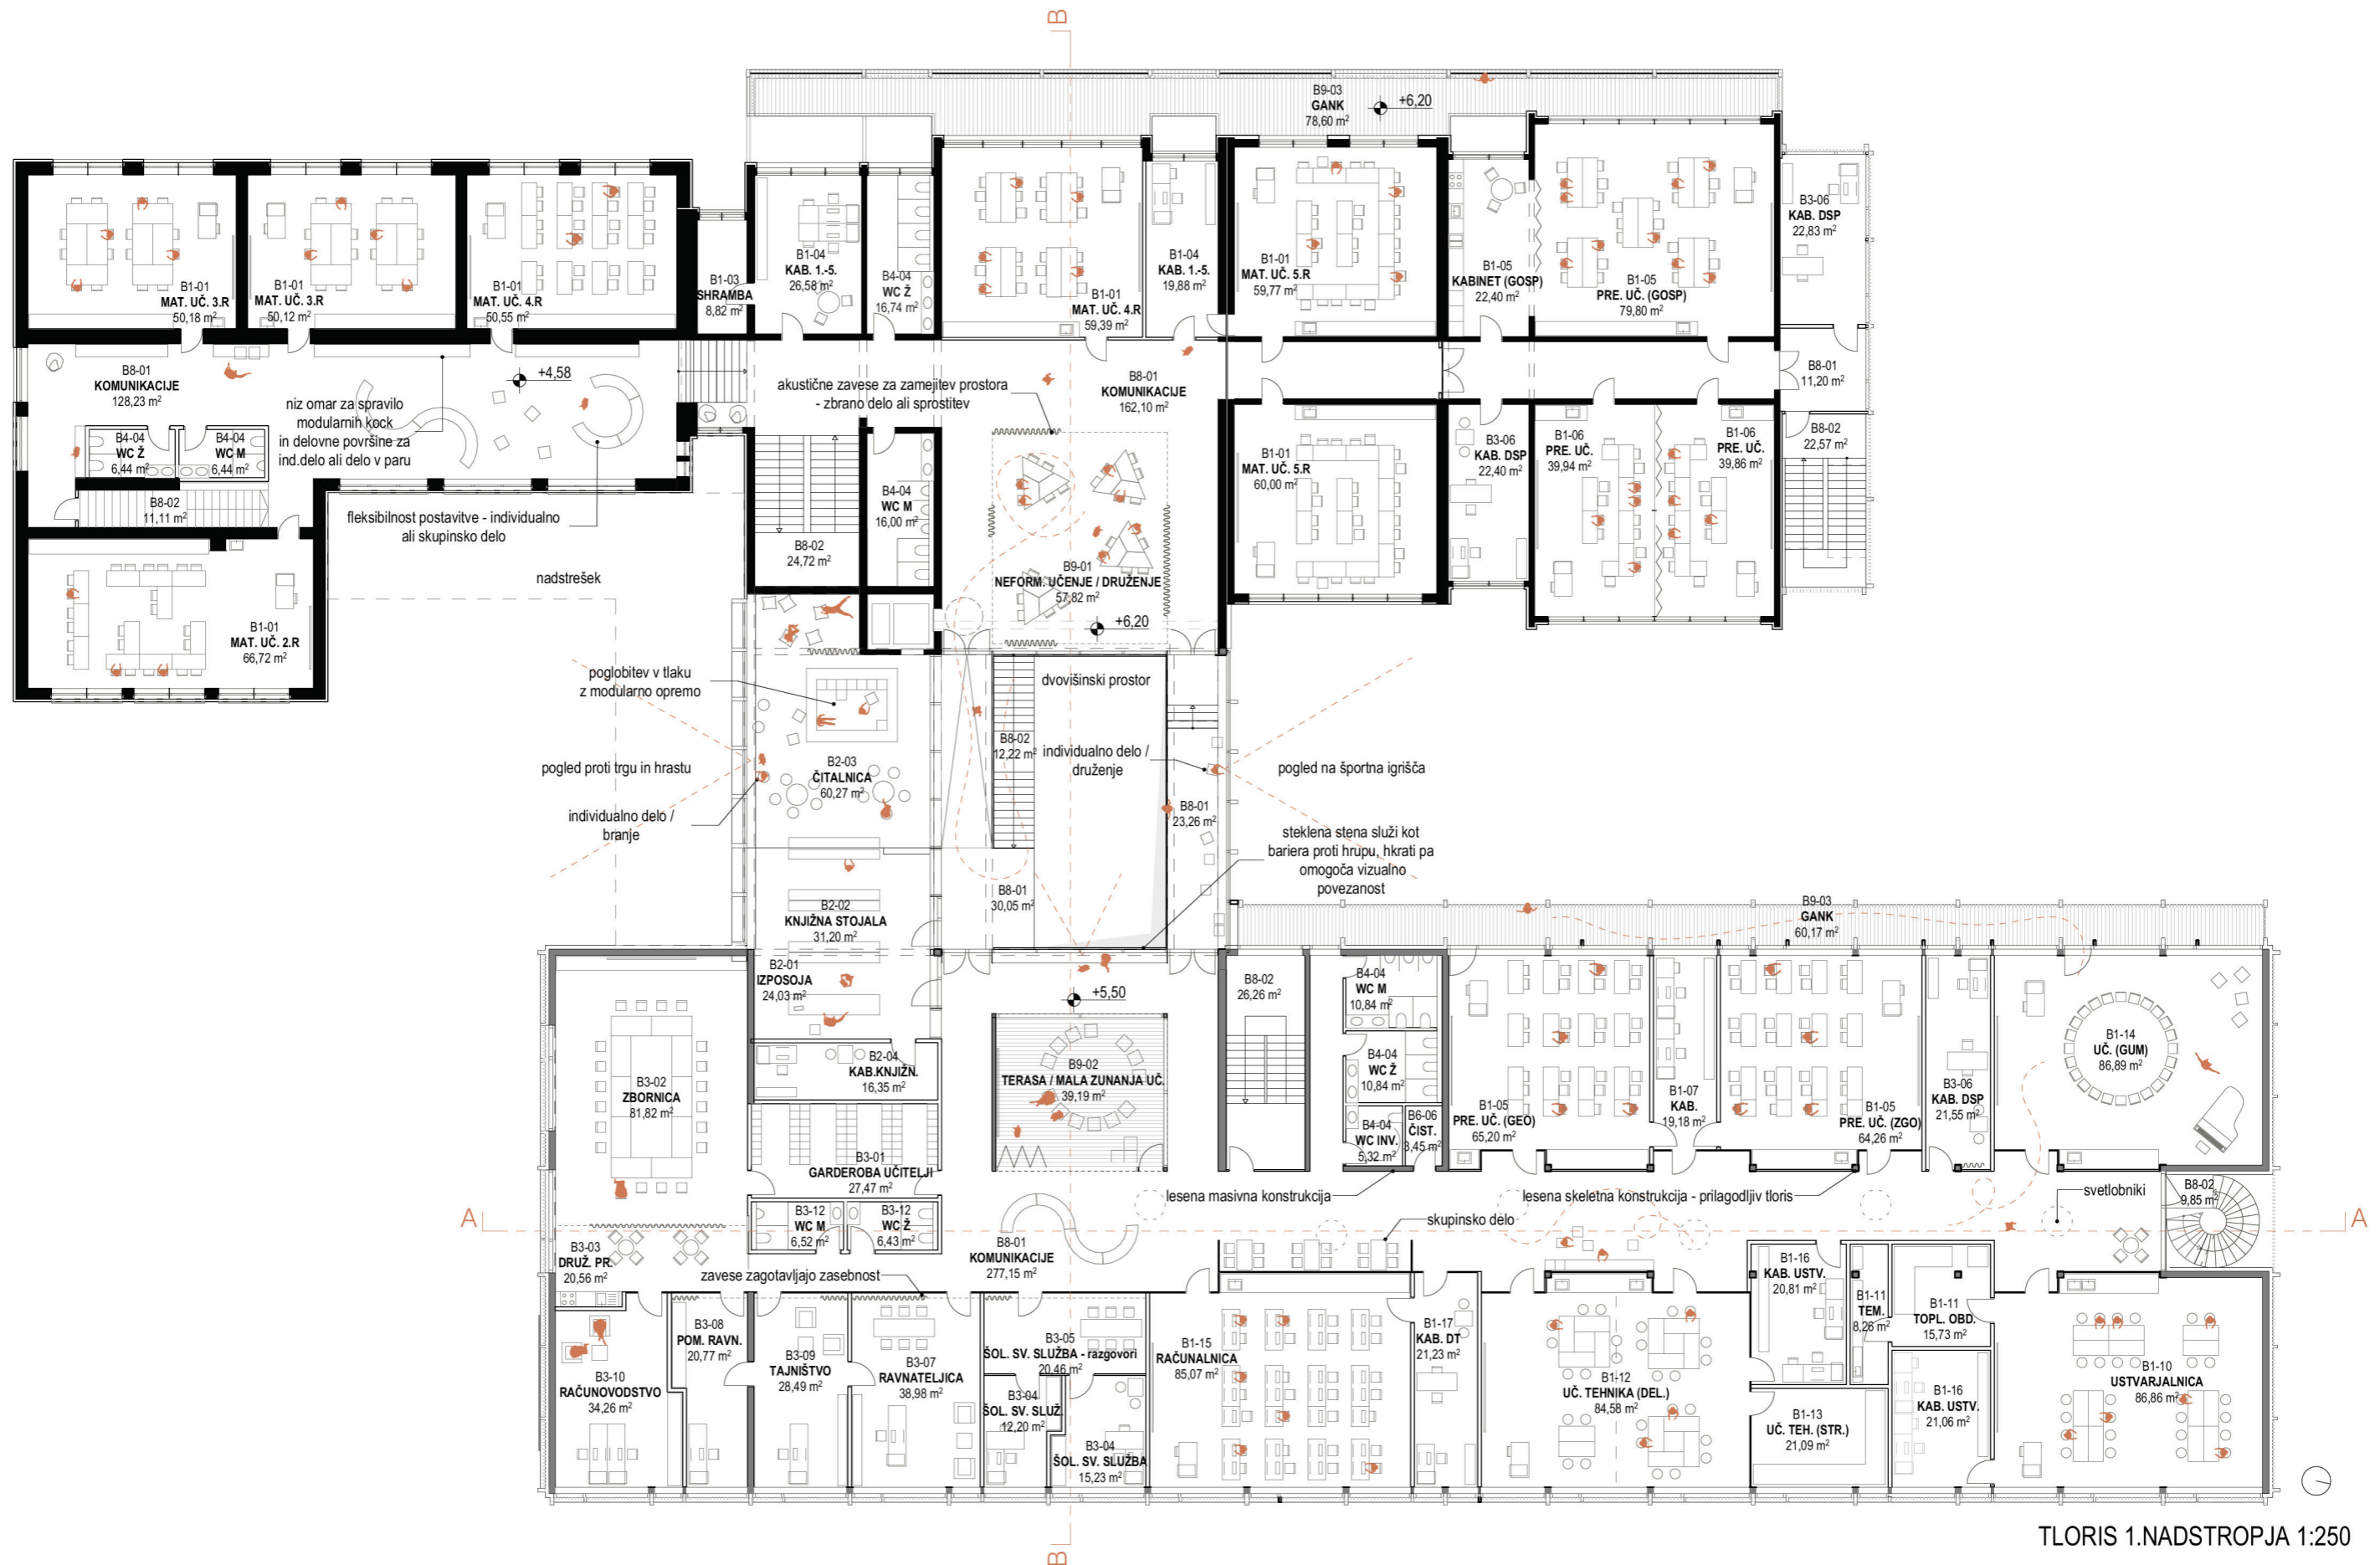 B
B9-03
GANK
78,60 m²
+6,20
B1-01
MAT. UČ. 3.R
50,18 m²
B1-01
MAT. UČ. 3.R
50,12 m²
B1-01
MAT. UČ. 4.R
50,55 m²
B1-03
SHRAMBA
8,82 m²
B1-04
KAB. 1.-5.
26,58 m²
B4-04
WC Ž
16,74 m²
B1-01
MAT. UČ. 4.R
59,39 m²
B1-04
KAB. 1.-5.
19,88 m²
B1-01
MAT. UČ. 5.R
59,77 m²
B1-05
KABINET (GOSP)
22,40 m²
B1-05
PRE. UČ. (GOSP)
79,80 m²
B3-06
KAB. DSP
22,83 m²
B8-01
KOMUNIKACIJE
128,23 m²
+4,58
niz omar za spravilo
modularnih kock
in delovne površine za
ind.delo ali delo v paru
akustične zavese za zamejitev prostora
- zbrano delo ali sprostitev
B8-01
KOMUNIKACIJE
162,10 m²
B8-01
11,20 m²
B4-04
WC Ž
6,44 m²
B4-04
WC M
6,44 m²
B8-02
11,11 m²
fleksibilnost postavitve - individualno
ali skupinsko delo
B8-02
24,72 m²
B4-04
WC M
16,00 m²
B1-01
MAT. UČ. 5.R
60,00 m²
B3-06
KAB. DSP
22,40 m²
B1-06
PRE. UČ.
39,94 m²
B1-06
PRE. UČ.
39,86 m²
B8-02
22,57 m²
nadstrešek
B9-01
NEFORM. UČENJE / DRUŽENJE
57,82 m²
+6,20
B1-01
MAT. UČ. 2.R
66,72 m²
poglobitev v tlaku
z modularno opremo
dvovišinski prostor
B8-02
12,22 m²
individualno delo /
druženje
pogled proti trgu in hrastu
B2-03
ČITALNICA
60,27 m²
pogled na športna igrišča
individualno delo /
branje
B8-01
23,26 m²
steklena stena služi kot
bariera proti hrupu, hkrati pa
omogoča vizualno
povezanost
B8-01
30,05 m²
B2-02
KNJIŽNA STOJALA
31,20 m²
B9-03
GANK
60,17 m²
B2-01
IZPOSOJA
24,03 m²
+5,50
B8-02
26,26 m²
B4-04
WC M
10,84 m²
B4-04
WC Ž
10,84 m²
B4-04
WC INV.
5,32 m²
B6-06
ČIST.
3,45 m²
B3-02
ZBORNICA
81,82 m²
B2-04
KAB.KNJIŽN.
16,35 m²
B9-02
TERASA / MALA ZUNANJA UČ.
39,19 m²
B1-05
PRE. UČ. (GEO)
65,20 m²
B1-07
KAB.
19,18 m²
B1-05
PRE. UČ. (ZGO)
64,26 m²
B3-06
KAB. DSP
21,55 m²
B1-14
UČ. (GUM)
86,89 m²
B3-01
GARDEROBA UČITELJI
27,47 m²
lesena masivna konstrukcija
lesena skeletna konstrukcija - prilagodljiv tloris
svetlobniki
B8-02
9,85 m²
A
A
B3-12
WC M
6,52 m²
B3-12
WC Ž
6,43 m²
skupinsko delo
B3-03
DRUŽ. PR.
20,56 m²
B8-01
KOMUNIKACIJE
277,15 m²
zavese zagotavljajo zasebnost
B3-10
RAČUNOVODSTVO
34,26 m²
B3-08
POM. RAVN.
20,77 m²
B3-09
TAJNIŠTVO
28,49 m²
B3-07
RAVNATELJICA
38,98 m²
B3-05
ŠOL. SV. SLUŽBA - razgovori
20,46 m²
B3-04
ŠOL. SV. SLUŽ.
12,20 m²
B3-04
ŠOL. SV. SLUŽBA
15,23 m²
B1-15
RAČUNALNICA
85,07 m²
B1-17
KAB. DT
21,23 m²
B1-12
UČ. TEHNIKA (DEL.)
84,58 m²
B1-16
KAB. USTV.
20,81 m²
B1-11
TEM.
8,26 m²
B1-11
TOPL. OBD.
15,73 m²
B1-13
UČ. TEH. (STR.)
21,09 m²
B1-16
KAB. USTV.
21,06 m²
B1-10
USTVARJALNICA
86,86 m²
B
TLORIS 1.NADSTROPJA 1:250